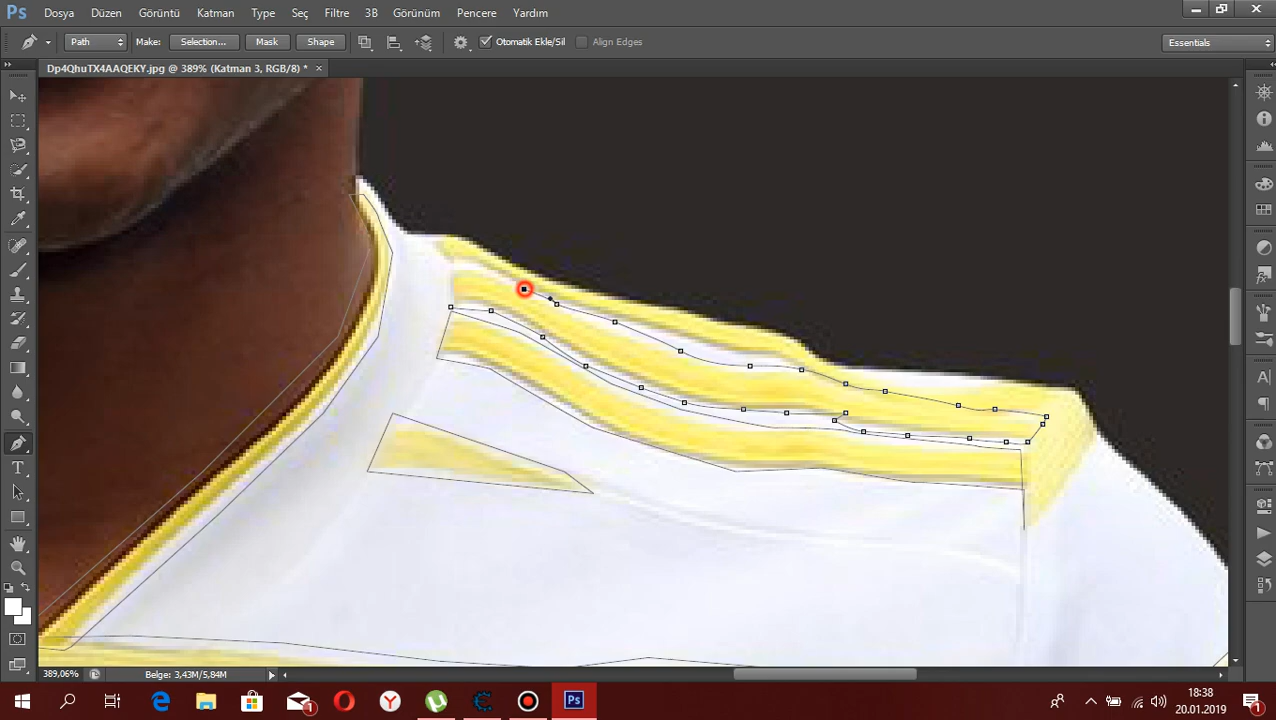 Ps Dosya Düzen Görüntü Katman Type Seç Filtre 3B Görünüm Pencere Yardım
Path Make: Selection... Mask Shape Otomatik Ekle/Sil Align Edges Essentials
Dp4QhuTX4AAQEKY.jpg @ 389% (Katman 3, RGB/8) * ×
389,06% Belge: 3,43M/5,84M
18:38
20.01.2019